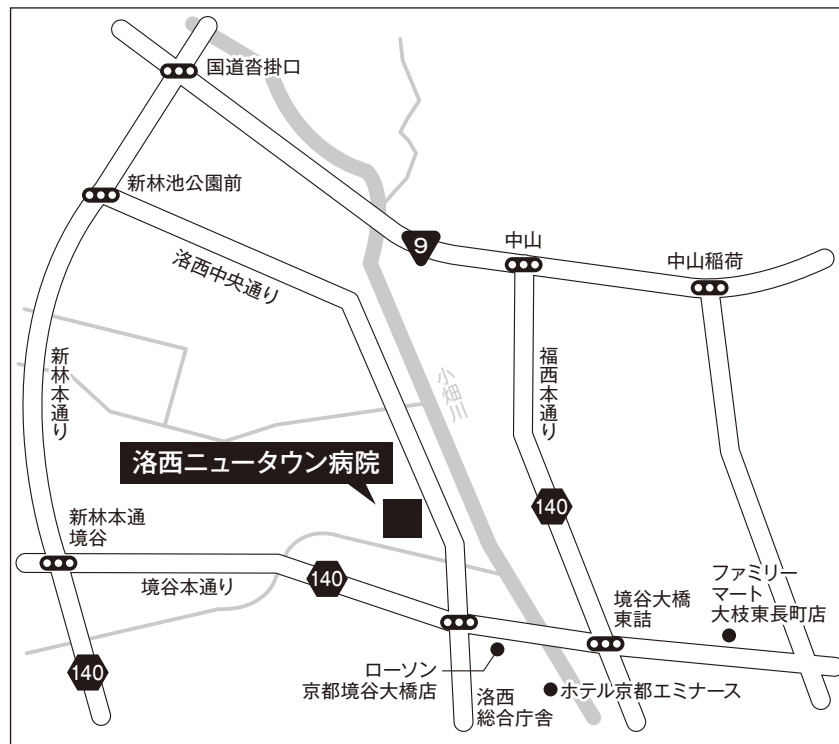 国道沓掛口
新林池公園前
9
中山
中山稲荷
洛西中央通り
新林本通り
小畑川
福西本通り
洛西ニュータウン病院
140
新林本通
境谷
境谷本通り
140
境谷大橋
東詰
ファミリー
マート
大枝東長町店
140
ローソン
京都境谷大橋店
洛西
総合庁舎
ホテル京都エミナース